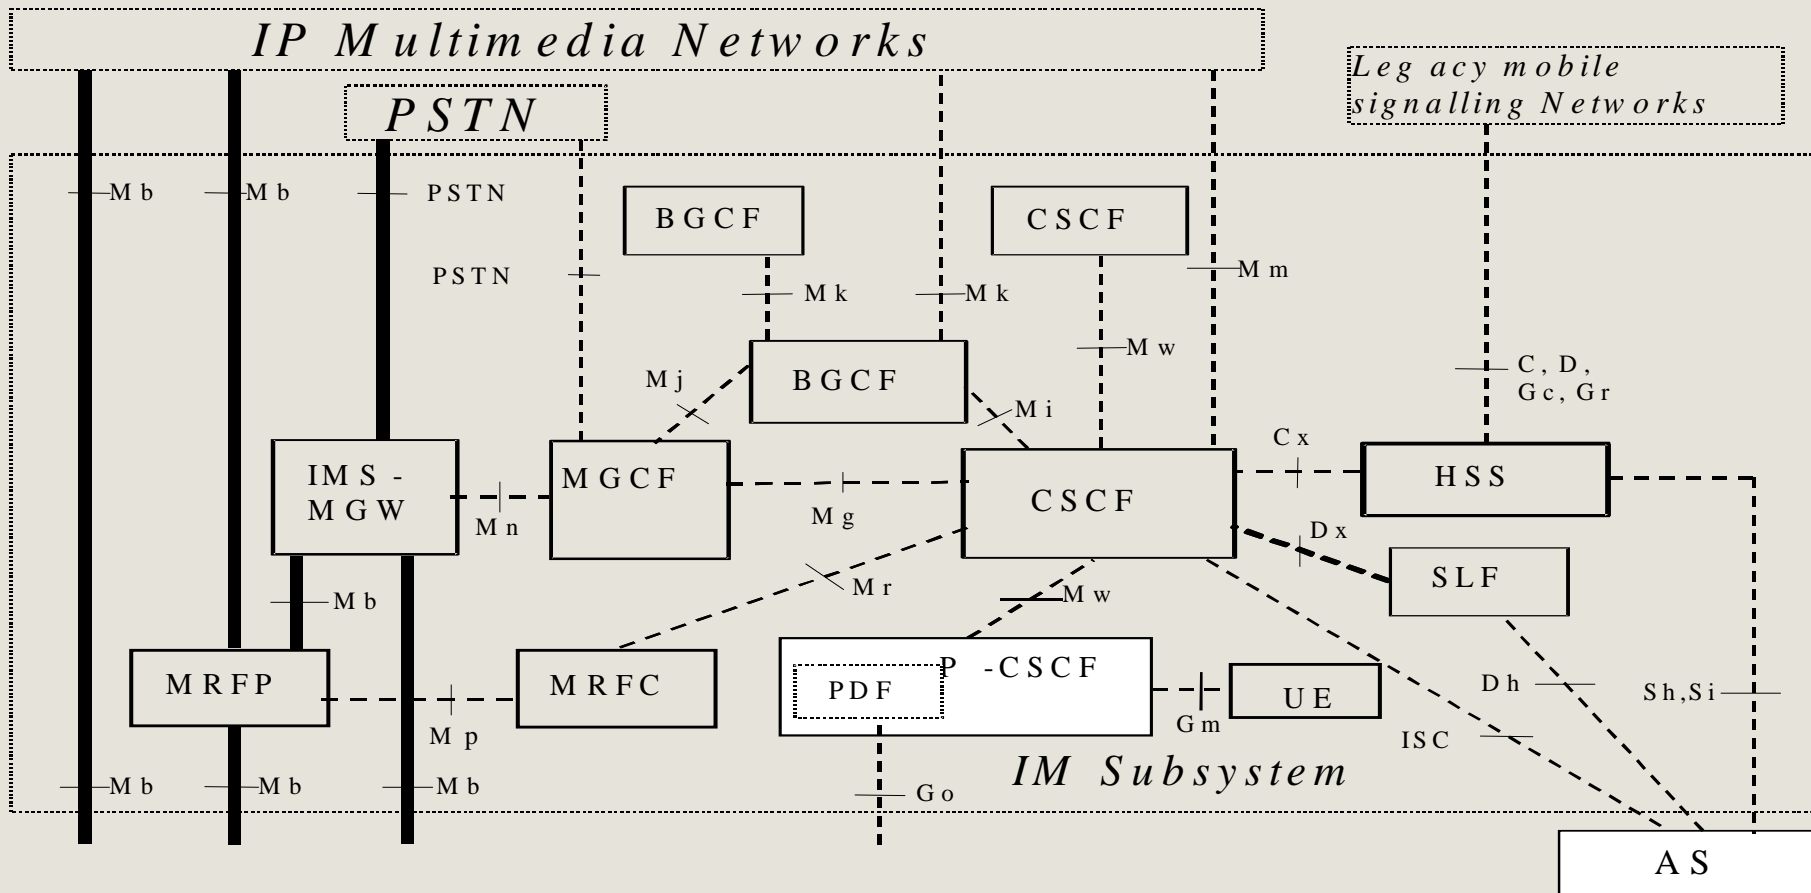 IP Multimedia Networks
Legacy mobile
signalling Networks
PSTN
Mb
Mb
PSTN
BGCF
CSCF
PSTN
Mm
Mk
Mk
Mw
C, D,
Gc, Gr
Mj
BGCF
Mi
Cx
IMS -
MGW
MGCF
CSCF
HSS
Mn
Mg
Dx
Mr
SLF
Mb
Mw
MRFP
MRFC
P -CSCF
PDF
UE
Dh
Sh,Si
Mp
Gm
ISC
IM Subsystem
Mb
Mb
Mb
Go
AS